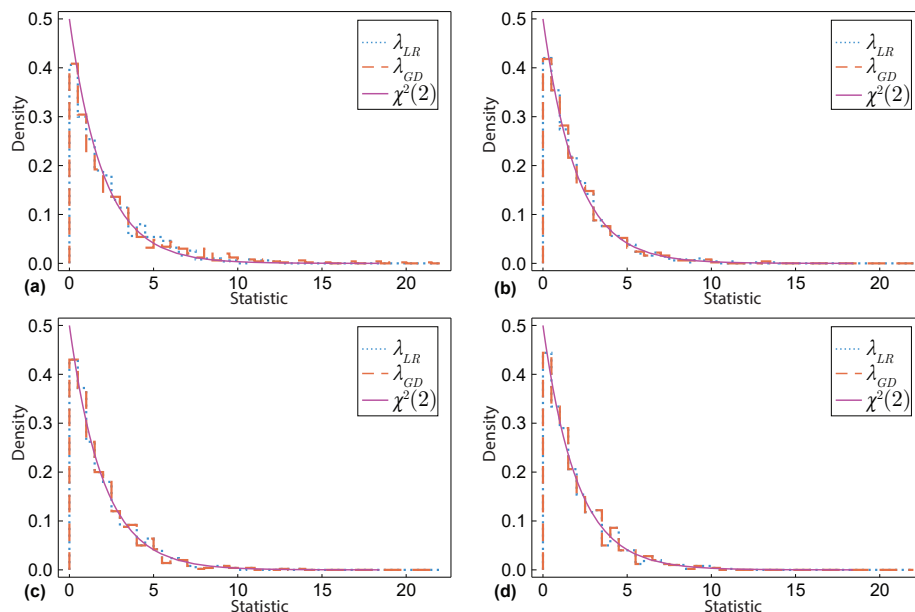 0.5
0.4
0.3
0.2
0.1
0.0
Density
λ_LR
λ_GD
χ²(2)
0 5 10 15 20
(a) Statistic
0.5
0.4
0.3
0.2
0.1
0.0
Density
λ_LR
λ_GD
χ²(2)
0 5 10 15 20
(b) Statistic
0.5
0.4
0.3
0.2
0.1
0.0
Density
λ_LR
λ_GD
χ²(2)
0 5 10 15 20
(c) Statistic
0.5
0.4
0.3
0.2
0.1
0.0
Density
λ_LR
λ_GD
χ²(2)
0 5 10 15 20
(d) Statistic